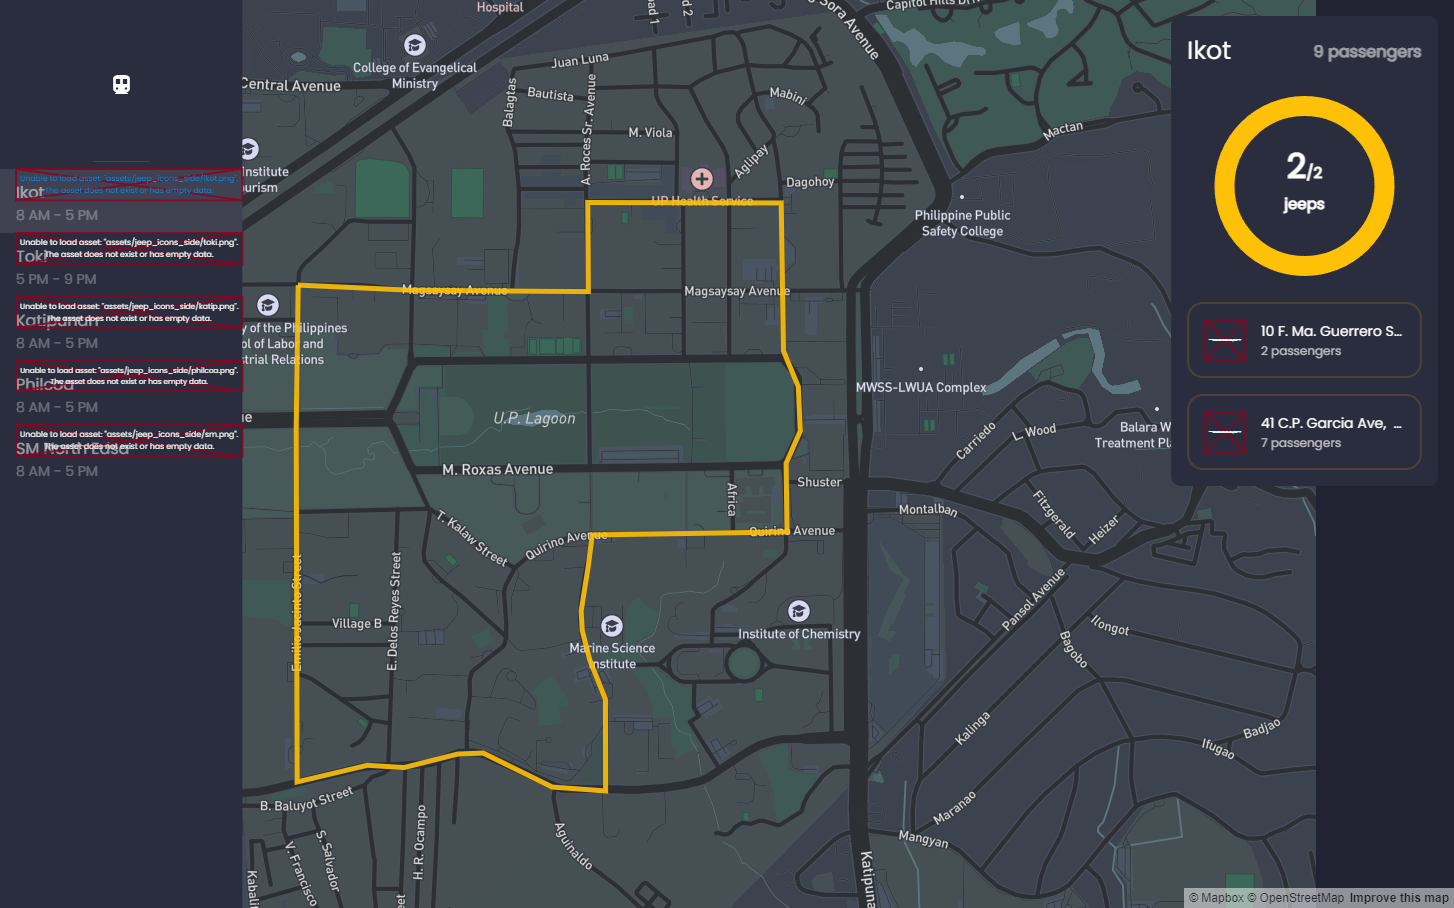 Unable to load asset: "assets/jeep_icons_side/ikot.png".
The asset does not exist or has empty data.
Ikot
8 AM - 5 PM
Unable to load asset: "assets/jeep_icons_side/toki.png".
The asset does not exist or has empty data.
Toki
5 PM - 9 PM
Unable to load asset: "assets/jeep_icons_side/katip.png".
The asset does not exist or has empty data.
Katipunan
8 AM - 5 PM
Unable to load asset: "assets/jeep_icons_side/philcoa.png".
The asset does not exist or has empty data.
Philcoa
8 AM - 5 PM
Unable to load asset: "assets/jeep_icons_side/sm.png".
The asset does not exist or has empty data.
SM North Edsa
8 AM - 5 PM
Hospital
oad 1
d 2
Sora Avenue
Capitol Hills Dr
College of Evangelical
Ministry
Central Avenue
Juan Luna
Bautista
Balagtas
A. Roces Sr. Avenue
M. Viola
Mabini
Aglipay
Dagohoy
Mactan
nstitute
ourism
UP Health Service
Philippine Public
Safety College
Magsaysay Avenue
Magsaysay Avenue
y of the Philippines
ol of Labor and
strial Relations
MWSS-LWUA Complex
U.P. Lagoon
ue
M. Roxas Avenue
Africa
Shuster
Carriedo
L. Wood
Balara W
Treatment Pla
Montalban
Fitzgerald
Heizer
T. Kalaw Street
Quirino Avenue
Quirino Avenue
Emilio Jacinto Street
E. Delos Reyes Street
Village B
Marine Science
Institute
Institute of Chemistry
Pansol Avenue
Ilongot
Bagobo
Kalinga
Badjao
Ifugao
Maranao
Mangyan
B. Baluyot Street
S. Salvador
V. Francisco
Kabali
H. R. Ocampo
eet
Aguinaldo
Katipuna
Ikot
9 passengers
2/2
jeeps
10 F. Ma. Guerrero S...
2 passengers
41 C.P. Garcia Ave, ...
7 passengers
© Mapbox © OpenStreetMap Improve this map